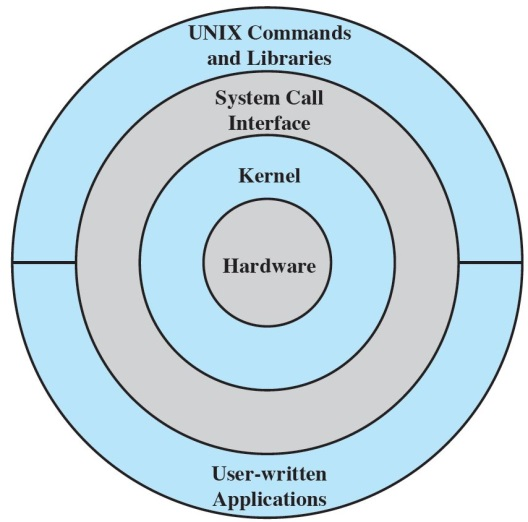 UNIX Commands
and Libraries
System Call
Interface
Kernel
Hardware
User-written
Applications